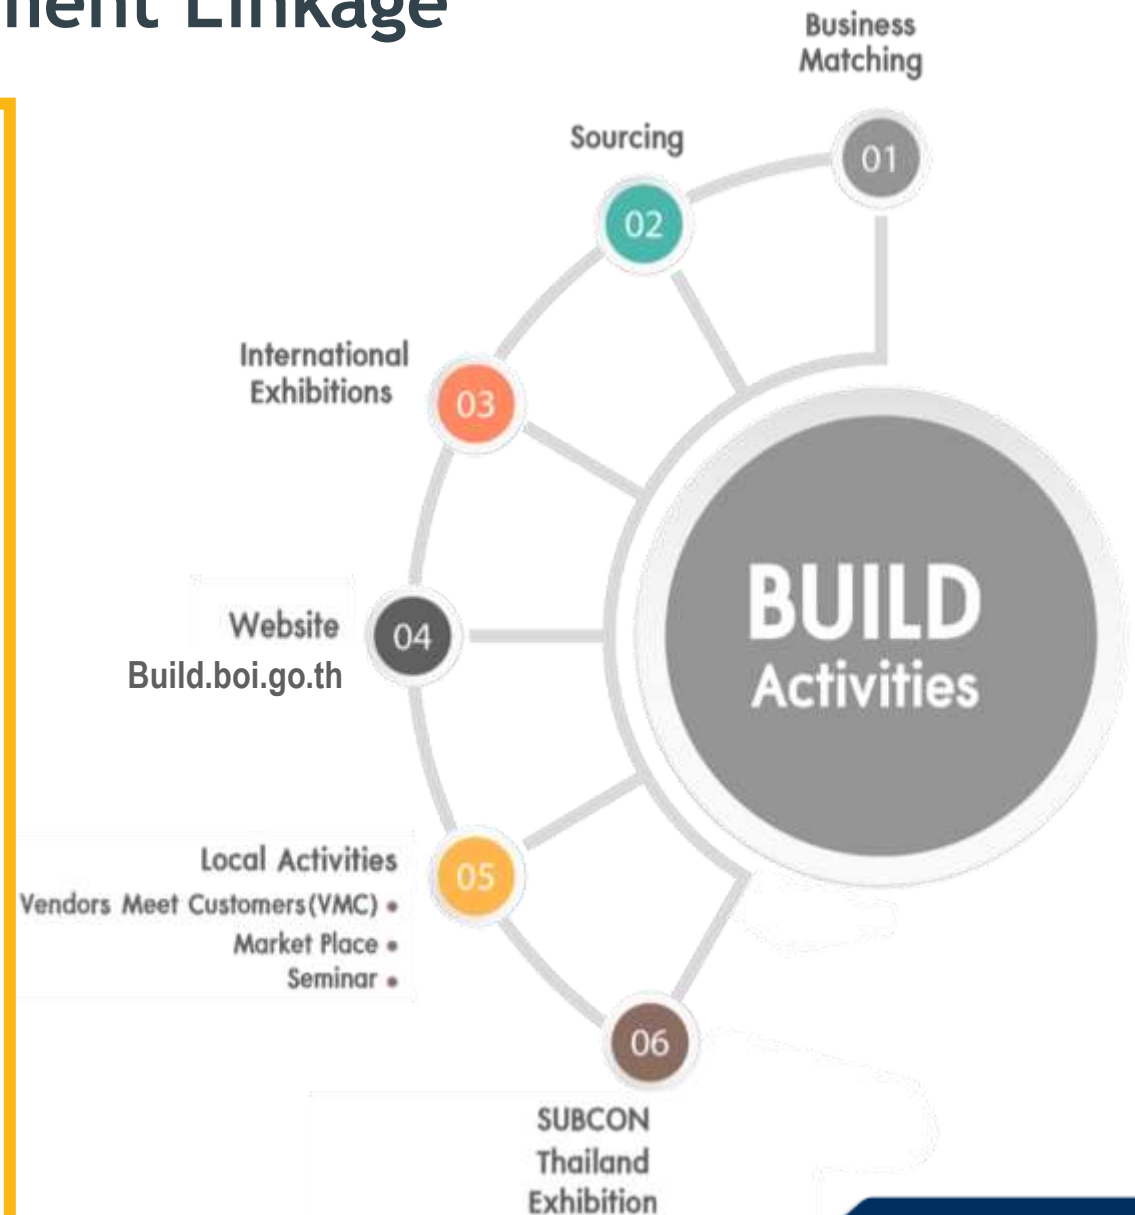 Linkage
Business
Matching
01
Sourcing
02
International
Exhibitions
03
Website
Build.boi.go.th
04
BUILD
Activities
Local Activities
Vendors Meet Customers(VMC) •
Market Place •
Seminar •
05
06
SUBCON
Thailand
Exhibition